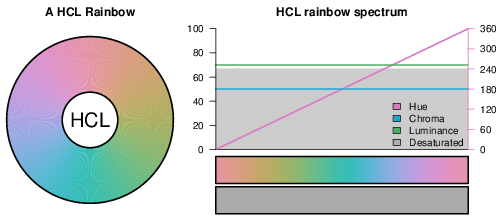 A HCL Rainbow
HCL
HCL rainbow spectrum
100
80
60
40
20
0
360
300
240
180
120
60
0
Hue
Chroma
Luminance
Desaturated